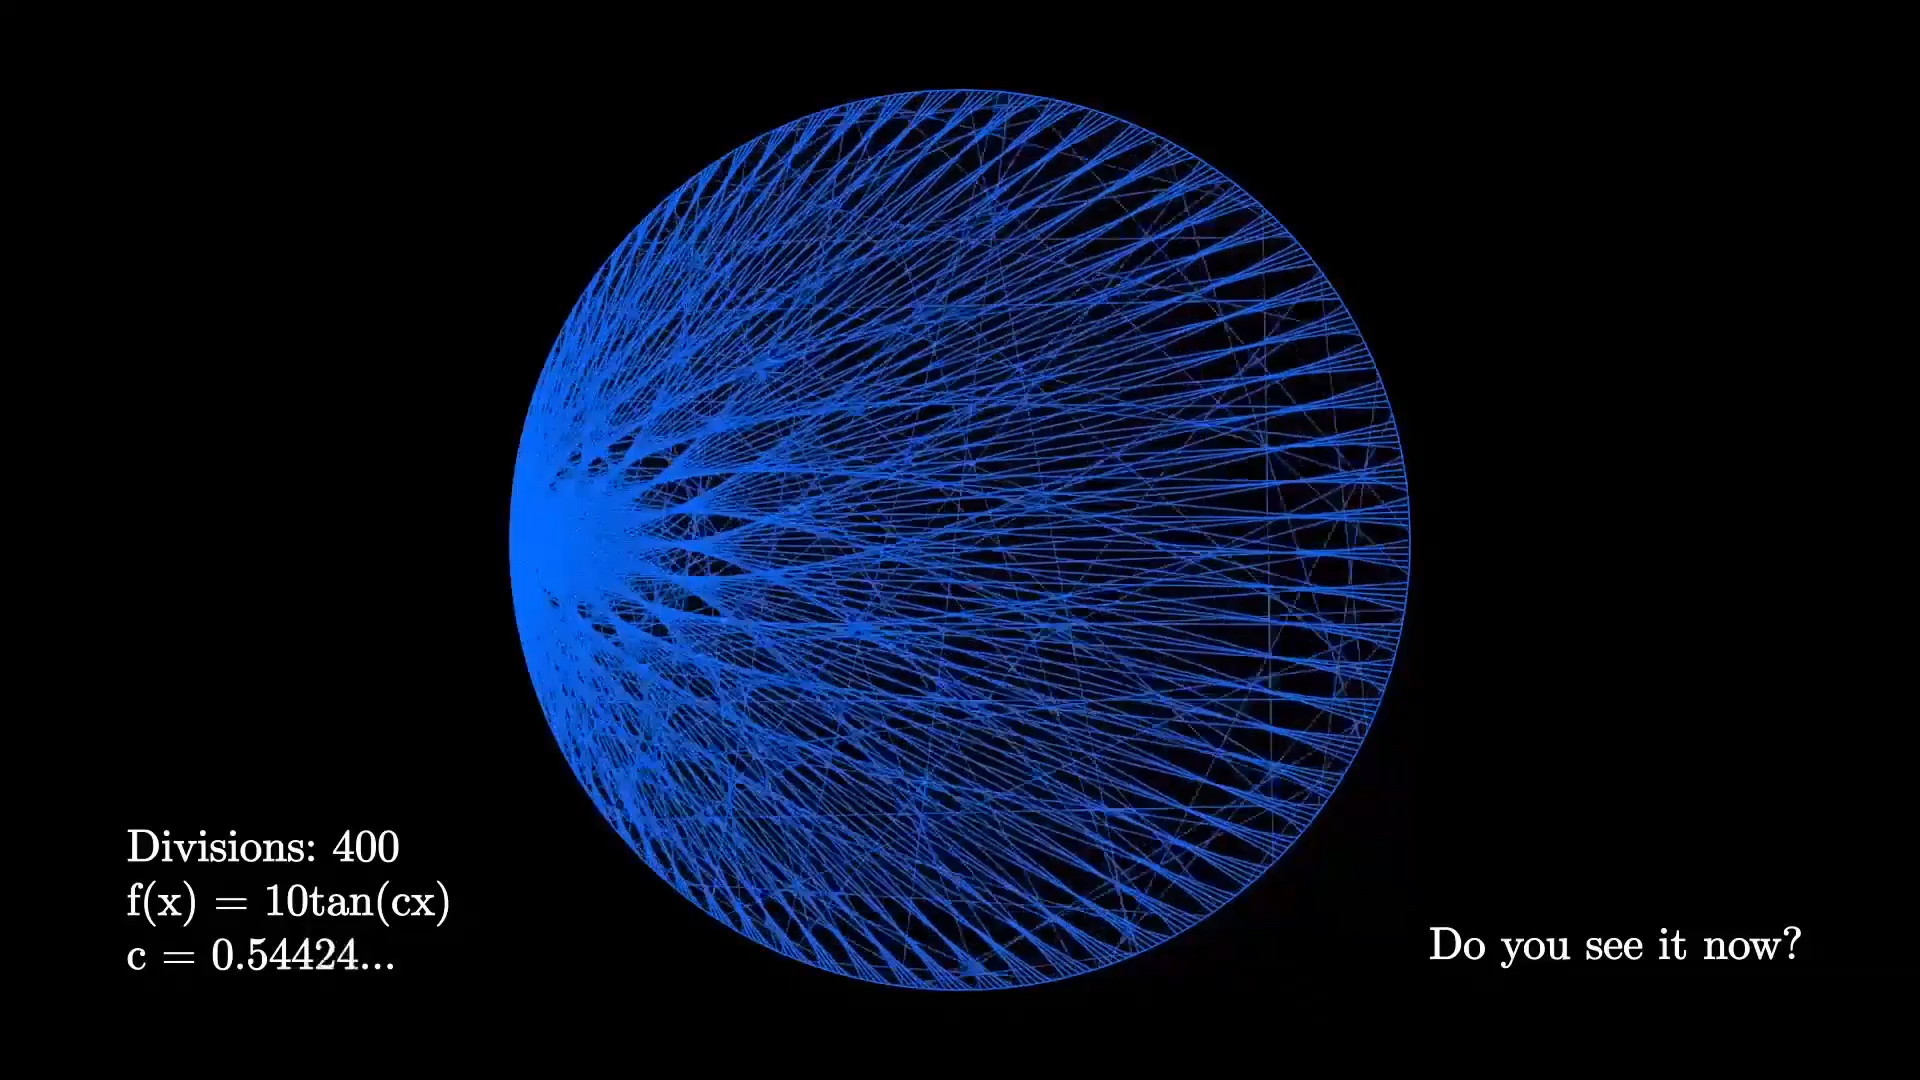 Divisions: 400
f(x) = 10tan(cx)
c = 0.54424...
Do you see it now?